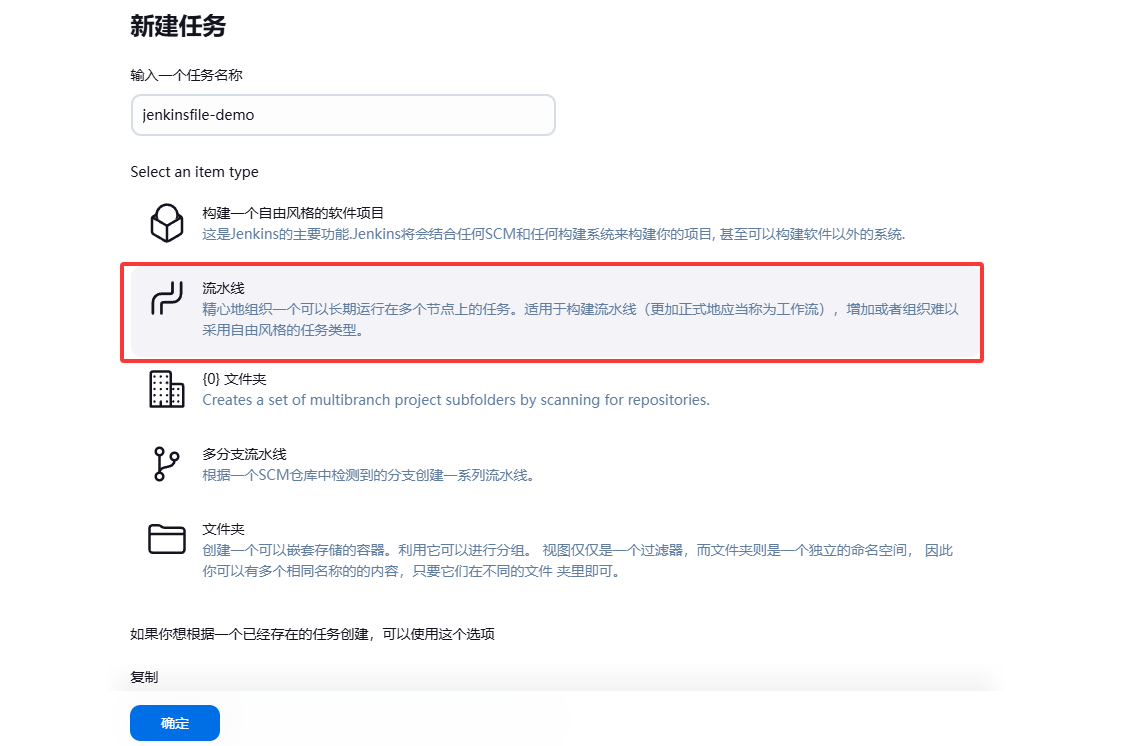 新建任务
输入一个任务名称
jenkinsfile-demo
Select an item type
构建一个自由风格的软件项目
这是Jenkins的主要功能.Jenkins将会结合任何SCM和任何构建系统来构建你的项目, 甚至可以构建软件以外的系统.
流水线
精心地组织一个可以长期运行在多个节点上的任务。适用于构建流水线（更加正式地应当称为工作流），增加或者组织难以
采用自由风格的任务类型。
{0} 文件夹
Creates a set of multibranch project subfolders by scanning for repositories.
多分支流水线
根据一个SCM仓库中检测到的分支创建一系列流水线。
文件夹
创建一个可以嵌套存储的容器。利用它可以进行分组。 视图仅仅是一个过滤器，而文件夹则是一个独立的命名空间， 因此
你可以有多个相同名称的的内容，只要它们在不同的文件 夹里即可。
如果你想根据一个已经存在的任务创建，可以使用这个选项
复制
确定